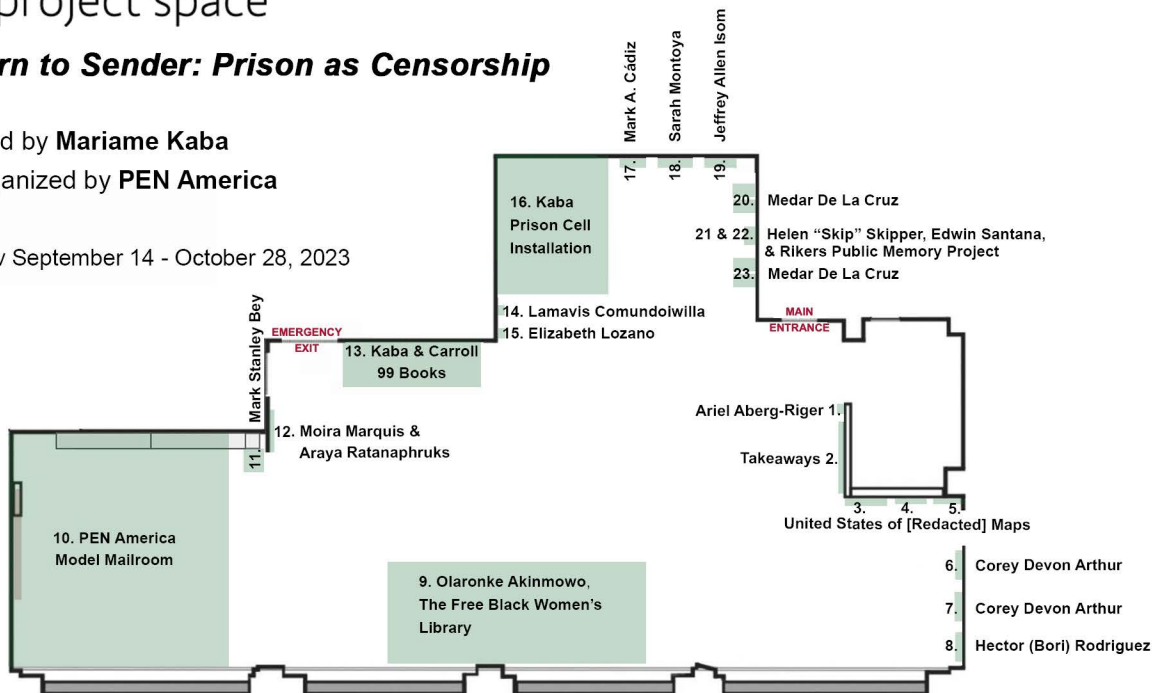 project space
rn to Sender: Prison as Censorship
d by Mariame Kaba
anized by PEN America
September 14 - October 28, 2023
17. Mark A. Cádiz
18. Sarah Montoya
19. Jeffrey Allen Isom
16. Kaba
Prison Cell
Installation
20. Medar De La Cruz
21 & 22. Helen “Skip” Skipper, Edwin Santana,
& Rikers Public Memory Project
23. Medar De La Cruz
14. Lamavis Comundoiwilla
15. Elizabeth Lozano
MAIN
ENTRANCE
EMERGENCY
EXIT
13. Kaba & Carroll
99 Books
11. Mark Stanley Bey
12. Moira Marquis &
Araya Ratanaphruks
Ariel Aberg-Riger 1.
Takeaways 2.
3. 4. 5.
United States of [Redacted] Maps
10. PEN America
Model Mailroom
9. Olaronke Akinmowo,
The Free Black Women’s
Library
6. Corey Devon Arthur
7. Corey Devon Arthur
8. Hector (Bori) Rodriguez